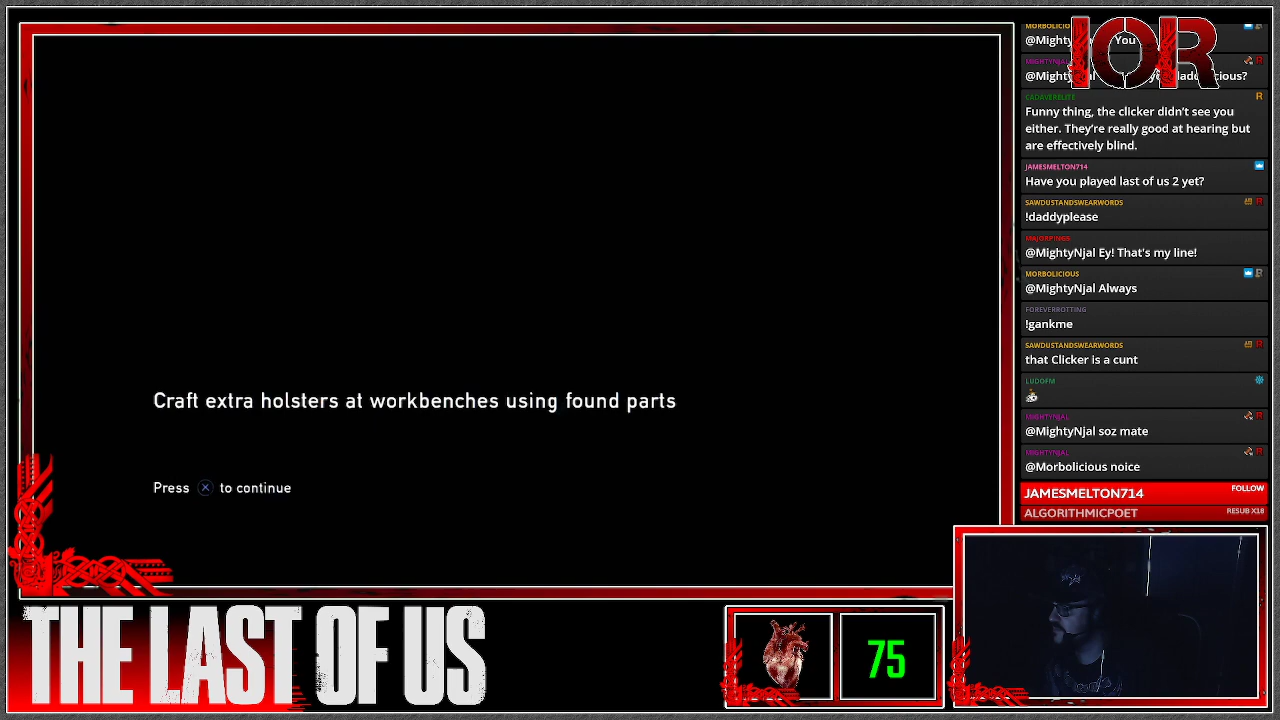 Craft extra holsters at workbenches using found parts
Press X to continue
THE LAST OF US
75
IOR
MORBOLICIOUS
You
MIGHTYNJAL
CADAVERELITE
Funny thing, the clicker didn't see you
either. They're really good at hearing but
are effectively blind.
JAMESMELTON714
Have you played last of us 2 yet?
SAWDUSTANDSWEARWORDS
!daddyplease
MAJORPINGS
@MightyNjal Ey! That's my line!
MORBOLICIOUS
@MightyNjal Always
FOREVERROTTING
!gankme
SAWDUSTANDSWEARWORDS
that Clicker is a cunt
LUDOFM
MIGHTYNJAL
@MightyNjal soz mate
MIGHTYNJAL
@Morbolicious noice
JAMESMELTON714 FOLLOW
ALGORITHMICPOET RESUB X18